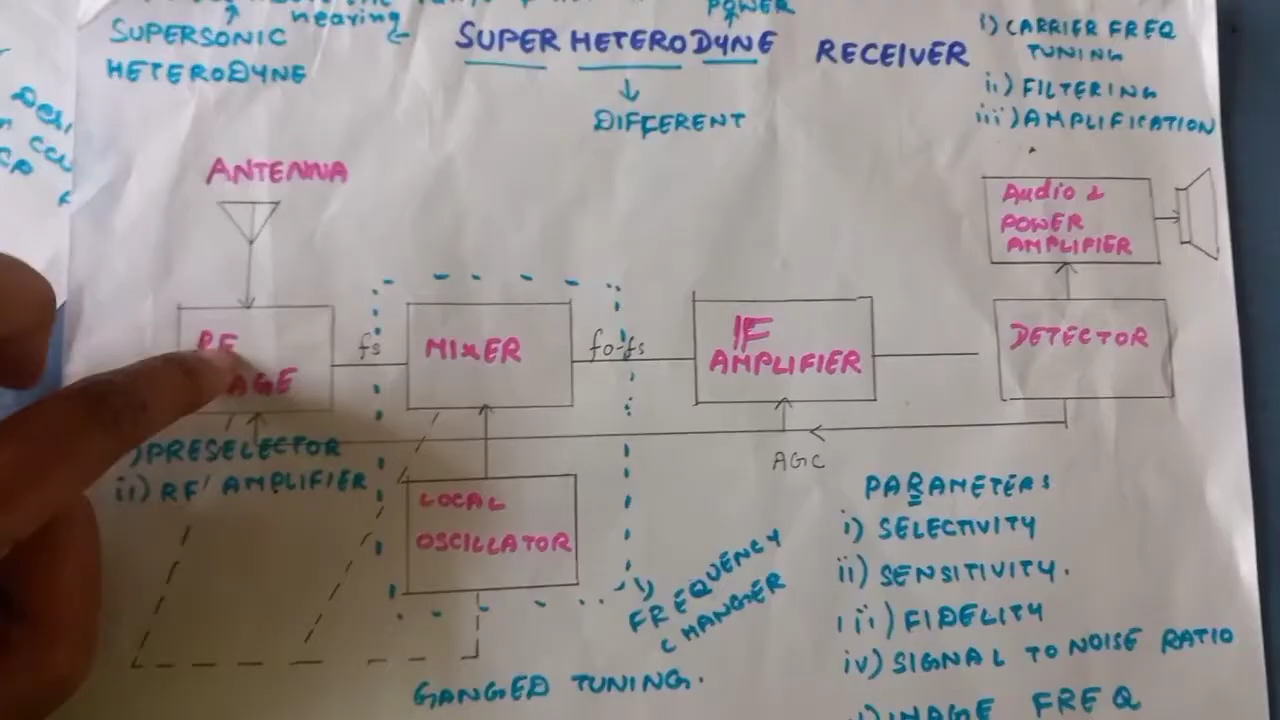 hearing
POWER
SUPERSONIC
HETERODYNE
SUPER HETERODYNE RECEIVER
DIFFERENT
i) CARRIER FREQ
TUNING
ii) FILTERING
iii) AMPLIFICATION
ANTENNA
Audio &
POWER
AMPLIFIER
RF
fs
MIXER
fo-fs
IF
AMPLIFIER
DETECTOR
AGC
i) PRESELECTOR
ii) RF AMPLIFIER
LOCAL
OSCILLATOR
FREQUENCY
CHANGER
GANGED TUNING.
PARAMETERS
i) SELECTIVITY
ii) SENSITIVITY.
iii) FIDELITY
iv) SIGNAL TO NOISE RATIO
IMAGE FREQ